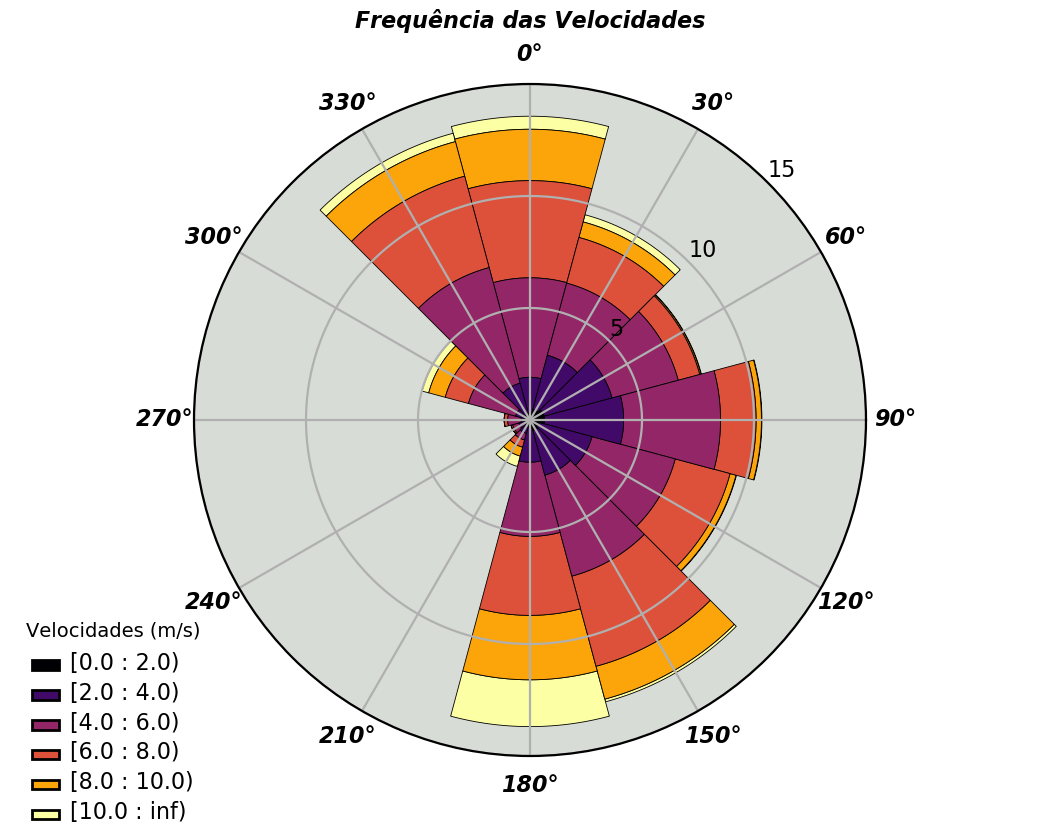 Frequência das Velocidades
0°
330°
30°
15
300°
10
60°
5
270°
90°
240°
120°
210°
150°
180°
Velocidades (m/s)
[0.0 : 2.0)
[2.0 : 4.0)
[4.0 : 6.0)
[6.0 : 8.0)
[8.0 : 10.0)
[10.0 : inf)